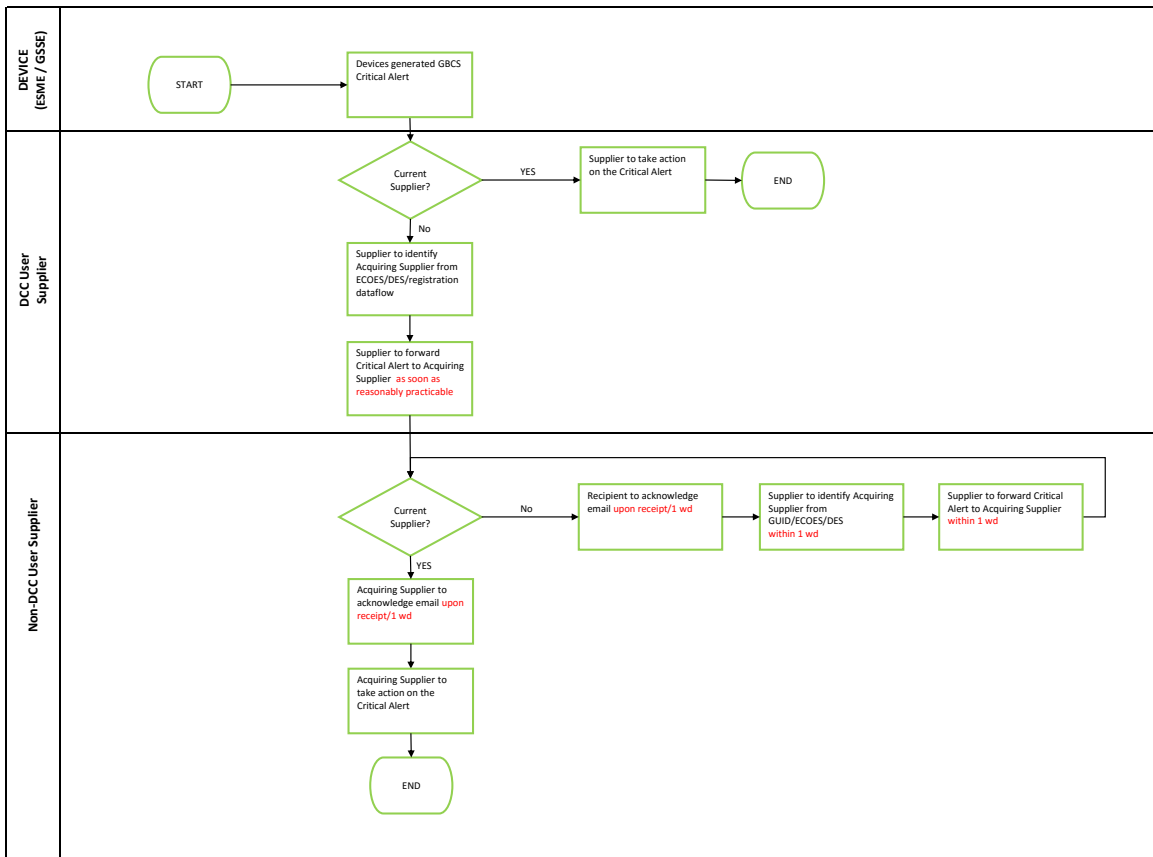 DEVICE
(ESME / GSSE)
START
Devices generated GBCS
Critical Alert
DCC User
Supplier
Current
Supplier?
YES
Supplier to take action
on the Critical Alert
END
No
Supplier to identify
Acquiring Supplier from
ECOES/DES/registration
dataflow
Supplier to forward
Critical Alert to Acquiring
Supplier as soon as
reasonably practicable
Non-DCC User Supplier
Current
Supplier?
No
Recipient to acknowledge
email upon receipt/1 wd
Supplier to identify Acquiring
Supplier from
GUID/ECOES/DES
within 1 wd
Supplier to forward Critical
Alert to Acquiring Supplier
within 1 wd
YES
Acquiring Supplier to
acknowledge email upon
receipt/1 wd
Acquiring Supplier to
take action on the
Critical Alert
END